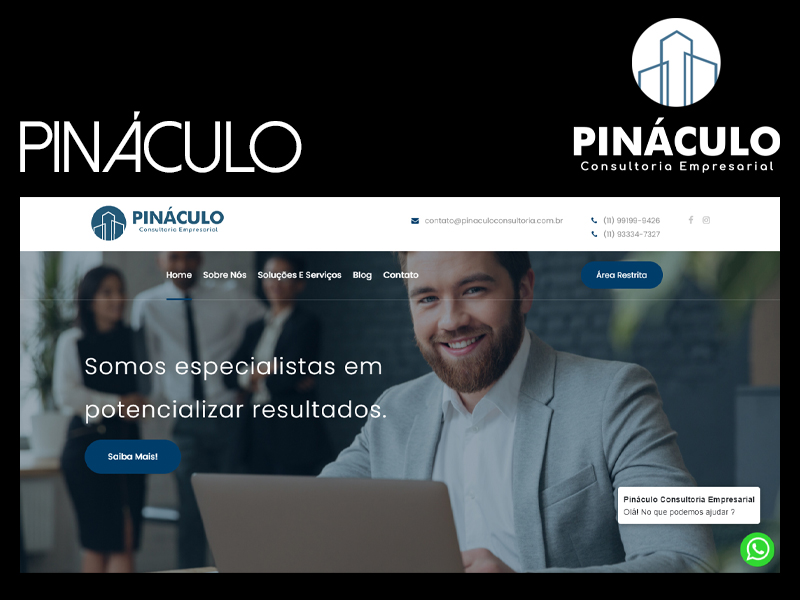 PINÁCULO
PINÁCULO
Consultoria Empresarial
PINÁCULO
Consultoria Empresarial
contato@pinaculoconsultoria.com.br
(11) 99199-9426
(11) 93334-7327
Home Sobre Nós Soluções E Serviços Blog Contato
Área Restrita
Somos especialistas em
potencializar resultados.
Saiba Mais!
Pináculo Consultoria Empresarial
Olá! No que podemos ajudar ?